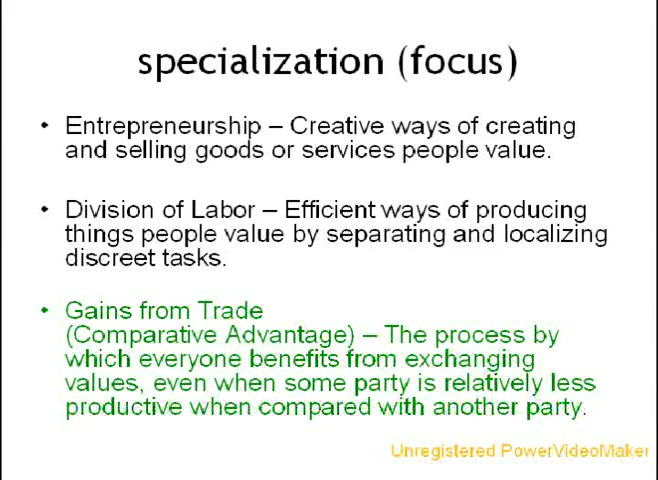 specialization (focus)
• Entrepreneurship – Creative ways of creating
and selling goods or services people value.
• Division of Labor – Efficient ways of producing
things people value by separating and localizing
discreet tasks.
• Gains from Trade
(Comparative Advantage) – The process by
which everyone benefits from exchanging
values, even when some party is relatively less
productive when compared with another party.
Unregistered PowerVideoMaker